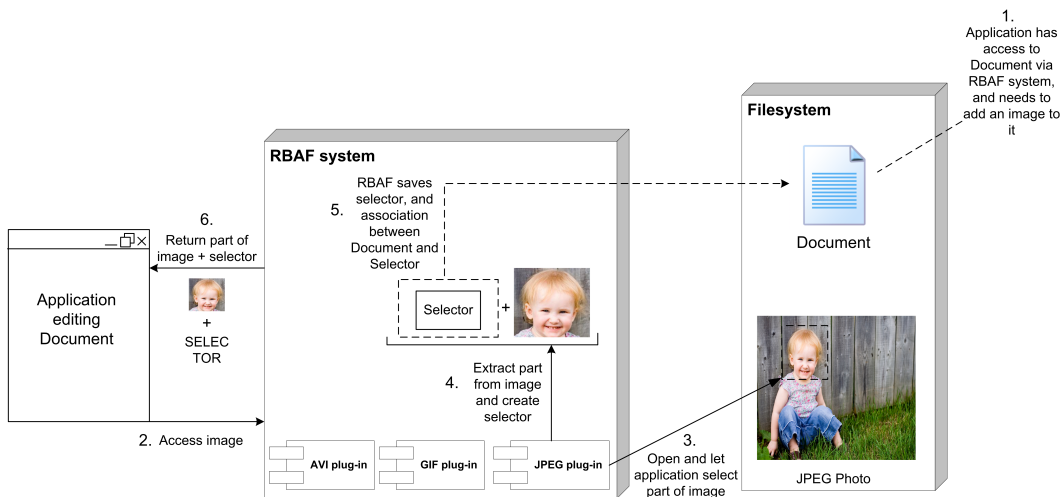 1.
Application has
access to
Document via
RBAF system,
and needs to
add an image to
it
Filesystem
Document
JPEG Photo
RBAF system
5.
RBAF saves
selector, and
association
between
Document and
Selector
Selector
+
4.
Extract part
from image
and create
selector
AVI plug-in
GIF plug-in
JPEG plug-in
3.
Open and let
application select
part of image
6.
Return part of
image + selector
+
SELEC
TOR
Application
editing
Document
2. Access image